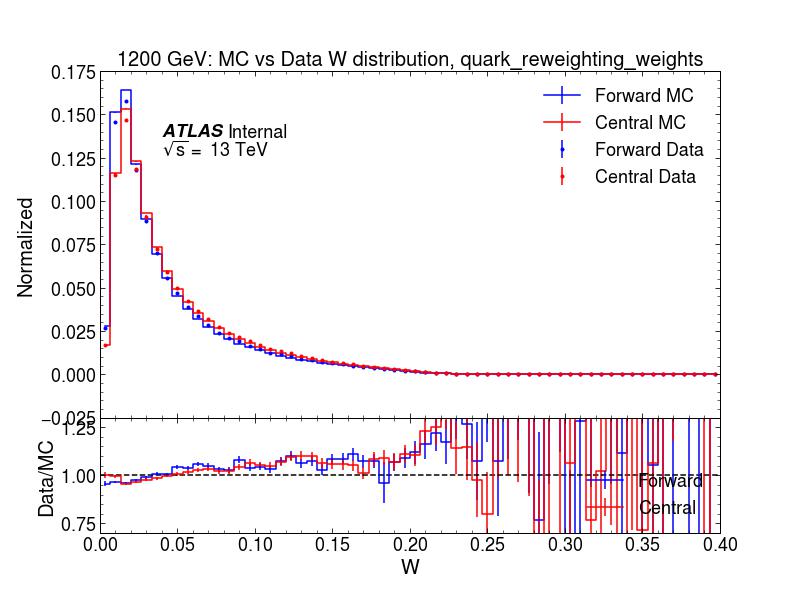 1200 GeV: MC vs Data W distribution, quark_reweighting_weights
0.175
0.150
0.125
0.100
0.075
0.050
0.025
0.000
−0.025
Normalized
ATLAS Internal
√s = 13 TeV
Forward MC
Central MC
Forward Data
Central Data
1.25
1.00
0.75
Data/MC
Forward
Central
0.00 0.05 0.10 0.15 0.20 0.25 0.30 0.35 0.40
W